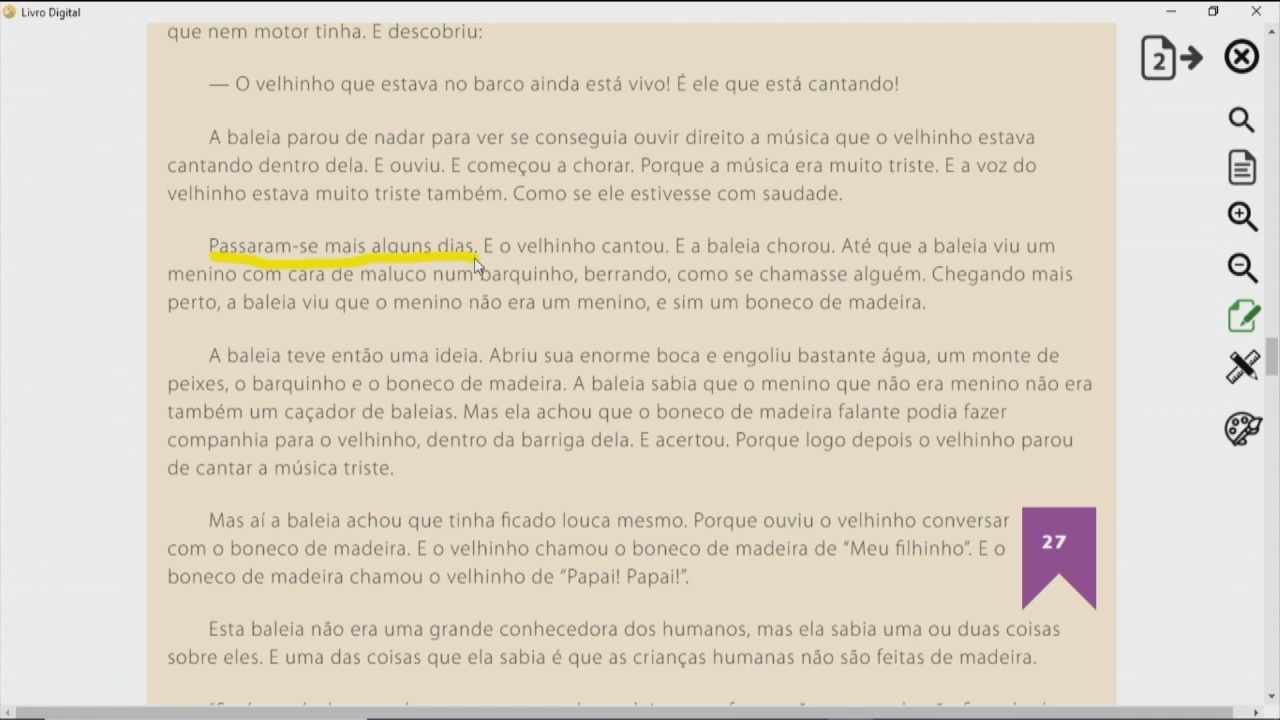 Livro Digital
que nem motor tinha. E descobriu:
— O velhinho que estava no barco ainda está vivo! É ele que está cantando!
2
A baleia parou de nadar para ver se conseguia ouvir direito a música que o velhinho estava
cantando dentro dela. E ouviu. E começou a chorar. Porque a música era muito triste. E a voz do
velhinho estava muito triste também. Como se ele estivesse com saudade.
Passaram-se mais alguns dias. E o velhinho cantou. E a baleia chorou. Até que a baleia viu um
menino com cara de maluco num barquinho, berrando, como se chamasse alguém. Chegando mais
perto, a baleia viu que o menino não era um menino, e sim um boneco de madeira.
A baleia teve então uma ideia. Abriu sua enorme boca e engoliu bastante água, um monte de
peixes, o barquinho e o boneco de madeira. A baleia sabia que o menino que não era menino não era
também um caçador de baleias. Mas ela achou que o boneco de madeira falante podia fazer
companhia para o velhinho, dentro da barriga dela. E acertou. Porque logo depois o velhinho parou
de cantar a música triste.
Mas aí a baleia achou que tinha ficado louca mesmo. Porque ouviu o velhinho conversar
com o boneco de madeira. E o velhinho chamou o boneco de madeira de “Meu filhinho”. E o
boneco de madeira chamou o velhinho de “Papai! Papai!”.
27
Esta baleia não era uma grande conhecedora dos humanos, mas ela sabia uma ou duas coisas
sobre eles. E uma das coisas que ela sabia é que as crianças humanas não são feitas de madeira.